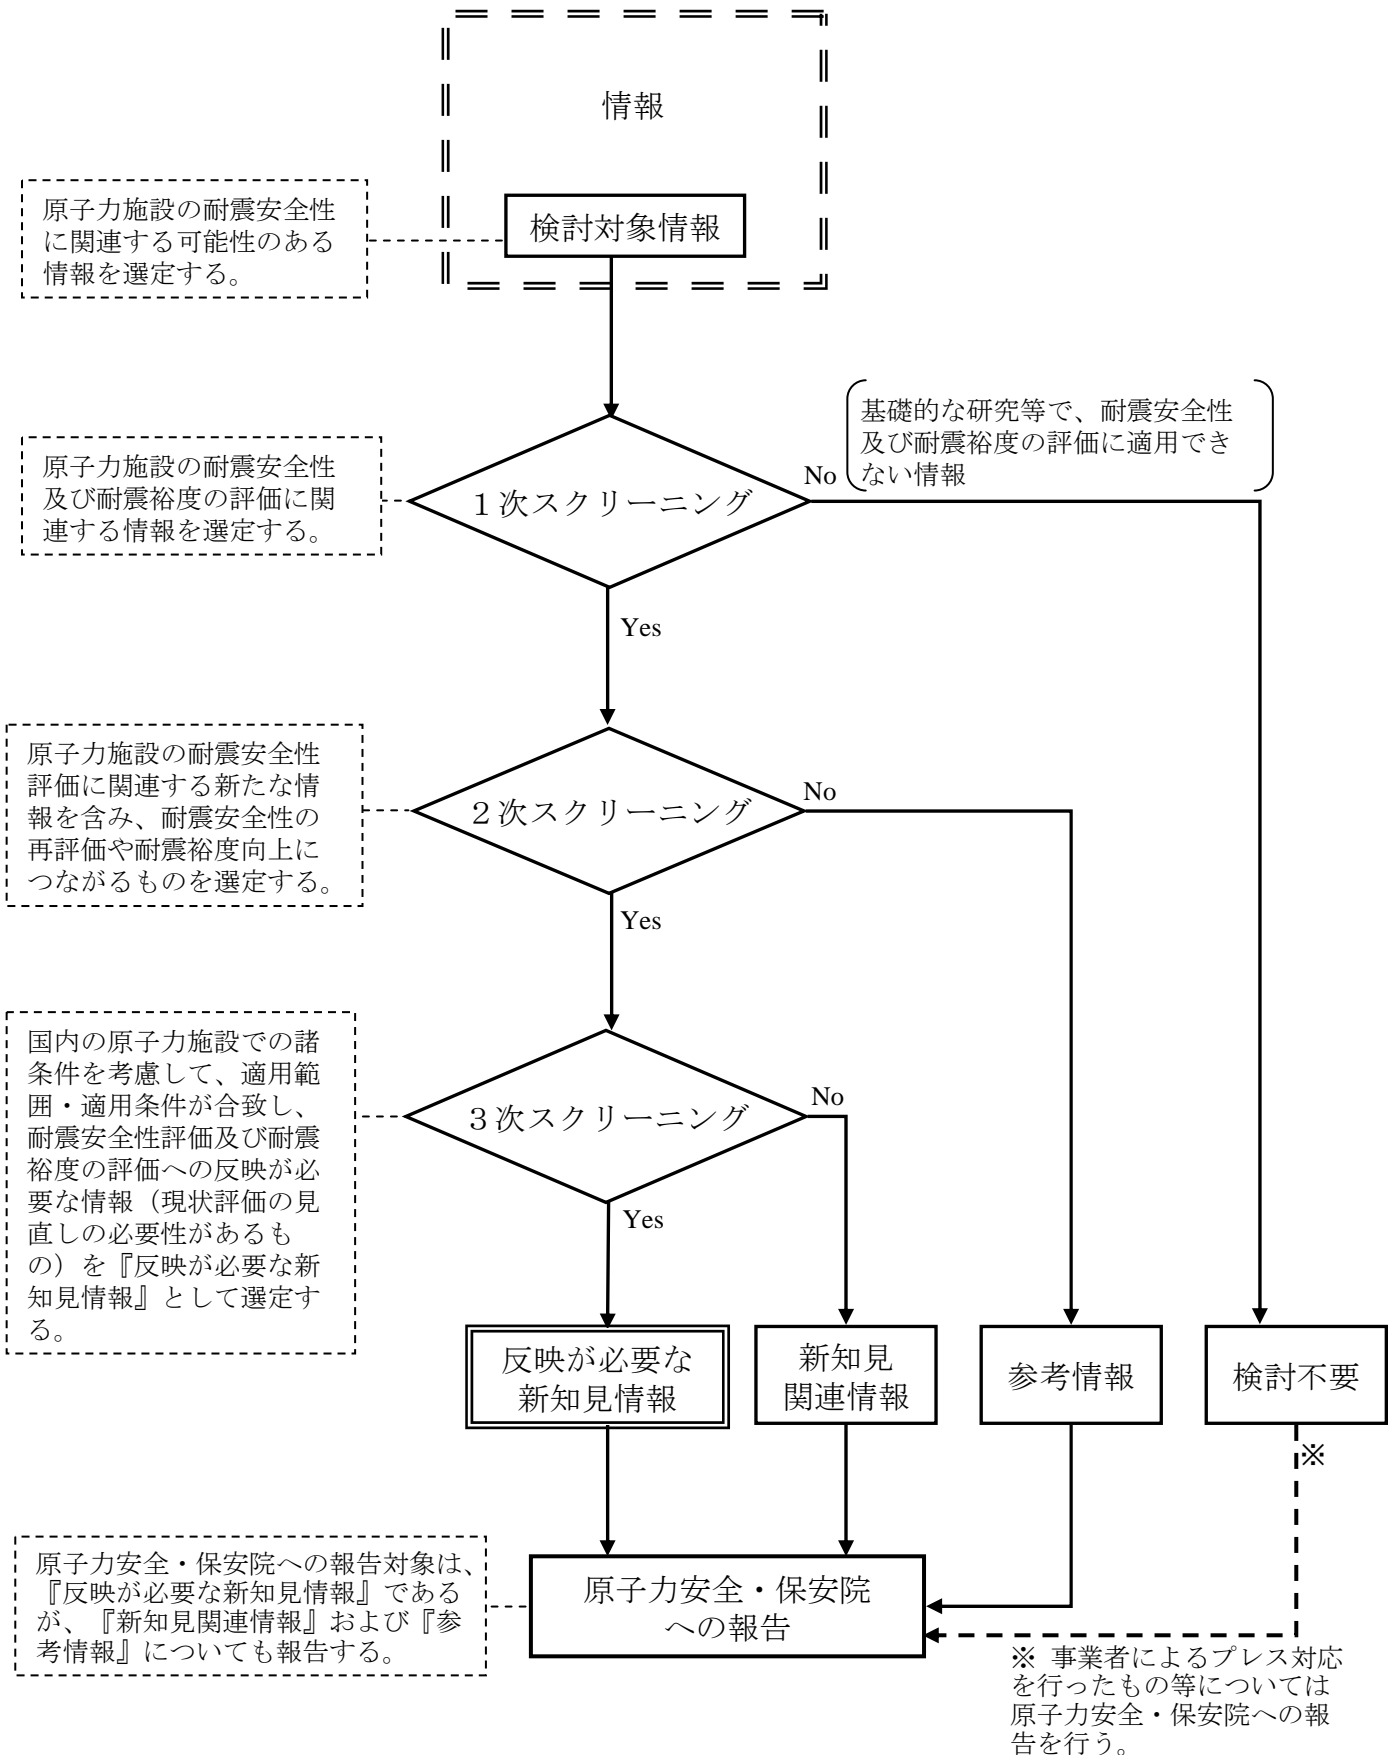 情報
原子力施設の耐震安全性
に関連する可能性のある
情報を選定する。
検討対象情報
基礎的な研究等で、耐震安全性
及び耐震裕度の評価に適用でき
ない情報
No
原子力施設の耐震安全性
及び耐震裕度の評価に関
連する情報を選定する。
１次スクリーニング
Yes
原子力施設の耐震安全性
評価に関連する新たな情
報を含み、耐震安全性の
再評価や耐震裕度向上に
つながるものを選定する。
２次スクリーニング
No
Yes
国内の原子力施設での諸
条件を考慮して、適用範
囲・適用条件が合致し、
耐震安全性評価及び耐震
裕度の評価への反映が必
要な情報（現状評価の見
直しの必要性があるも
の）を『反映が必要な新
知見情報』として選定す
る。
３次スクリーニング
No
Yes
反映が必要な
新知見情報
新知見
関連情報
参考情報
検討不要
※
原子力安全・保安院への報告対象は、
『反映が必要な新知見情報』である
が、『新知見関連情報』および『参
考情報』についても報告する。
原子力安全・保安院
への報告
※ 事業者によるプレス対応
を行ったもの等については
原子力安全・保安院への報
告を行う。